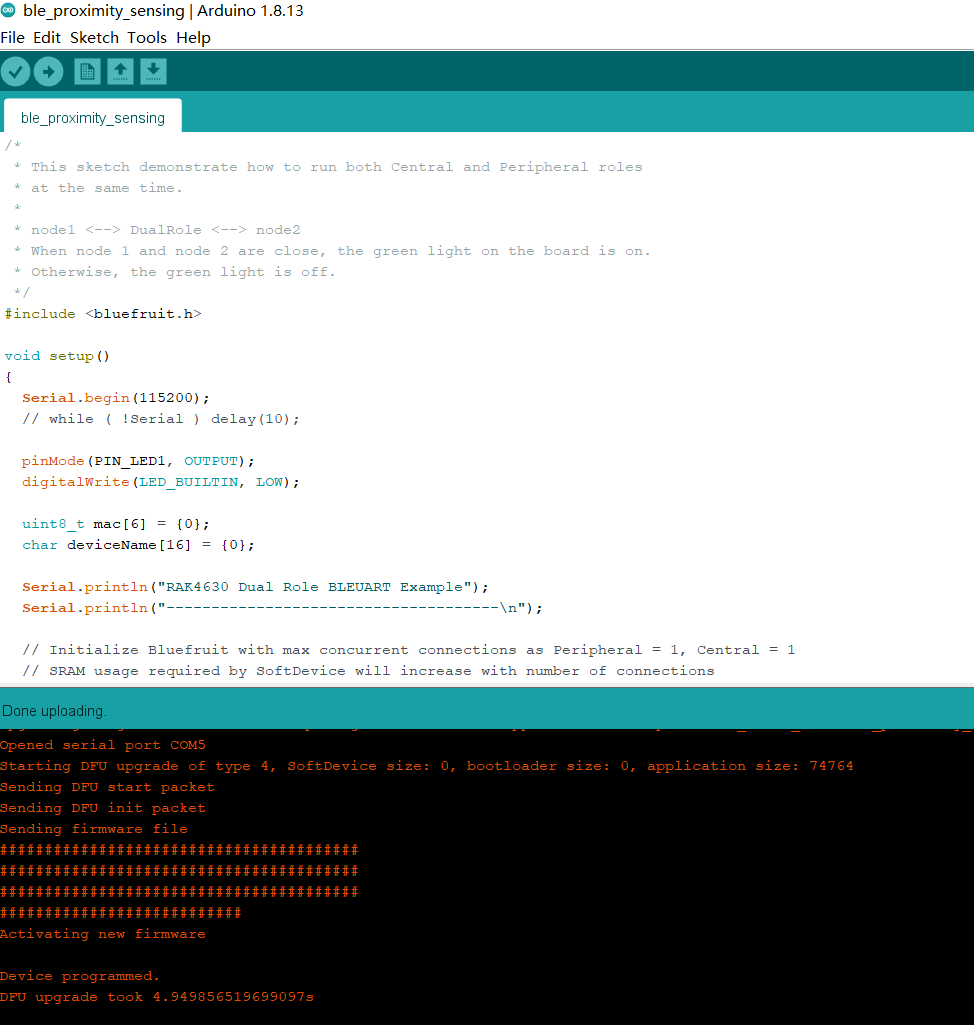 ble_proximity_sensing | Arduino 1.8.13
File Edit Sketch Tools Help
ble_proximity_sensing
/*
 * This sketch demonstrate how to run both Central and Peripheral roles
 * at the same time.
 *
 * node1 <--> DualRole <--> node2
 * When node 1 and node 2 are close, the green light on the board is on.
 * Otherwise, the green light is off.
 */
#include <bluefruit.h>
void setup()
{
  Serial.begin(115200);
  // while ( !Serial ) delay(10);
  pinMode(PIN_LED1, OUTPUT);
  digitalWrite(LED_BUILTIN, LOW);
  uint8_t mac[6] = {0};
  char deviceName[16] = {0};
  Serial.println("RAK4630 Dual Role BLEUART Example");
  Serial.println("-------------------------------------\n");
  // Initialize Bluefruit with max concurrent connections as Peripheral = 1, Central = 1
  // SRAM usage required by SoftDevice will increase with number of connections
Done uploading.
Opened serial port COM5
Starting DFU upgrade of type 4, SoftDevice size: 0, bootloader size: 0, application size: 74764
Sending DFU start packet
Sending DFU init packet
Sending firmware file
########################################
########################################
########################################
###########################
Activating new firmware
Device programmed.
DFU upgrade took 4.949856519699097s